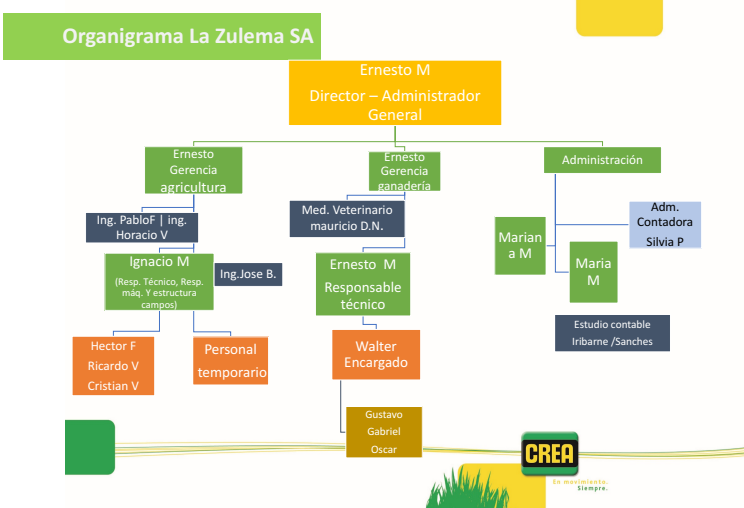 Organigrama La Zulema SA
Ernesto M
Director – Administrador
General
Ernesto
Gerencia
agricultura
Ernesto
Gerencia
ganadería
Administración
Ing. PabloF | ing.
Horacio V
Med. Veterinario
mauricio D.N.
Adm.
Contadora
Silvia P
Marian
a M
Maria
M
Ignacio M
(Resp. Técnico, Resp.
máq. Y estructura
campos)
Ing.Jose B.
Ernesto M
Responsable
técnico
Estudio contable
Iribarne /Sanches
Hector F
Ricardo V
Cristian V
Personal
temporario
Walter
Encargado
Gustavo
Gabriel
Oscar
CREA
En movimiento.
Siempre.